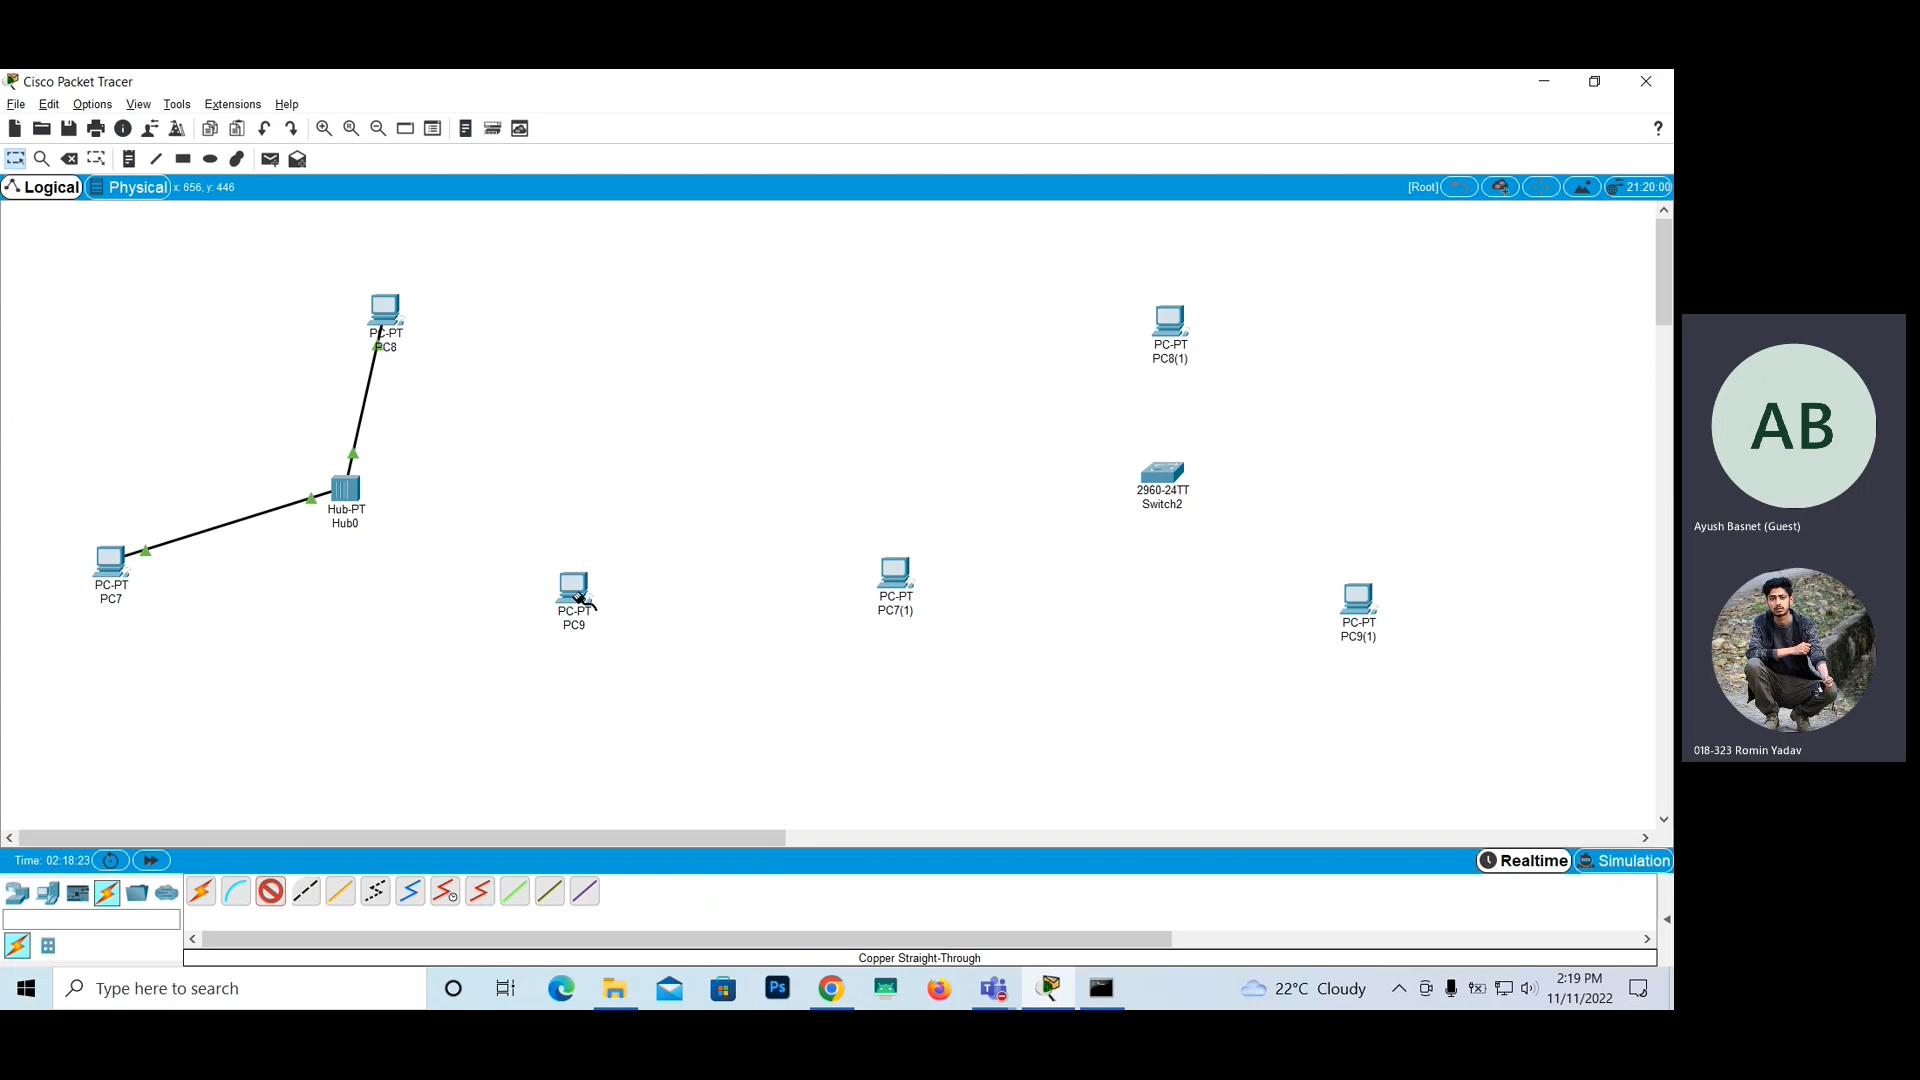 Cisco Packet Tracer
File Edit Options View Tools Extensions Help
?
Logical Physical x: 656, y: 446 [Root] 21:20:00
PC-PT
PC8
PC-PT
PC8(1)
Hub-PT
Hub0
2960-24TT
Switch2
PC-PT
PC7
PC-PT
PC9
PC-PT
PC7(1)
PC-PT
PC9(1)
Time: 02:18:23 Realtime Simulation
Copper Straight-Through
Type here to search
Ps
22°C Cloudy
2:19 PM
11/11/2022
AB
Ayush Basnet (Guest)
018-323 Romin Yadav